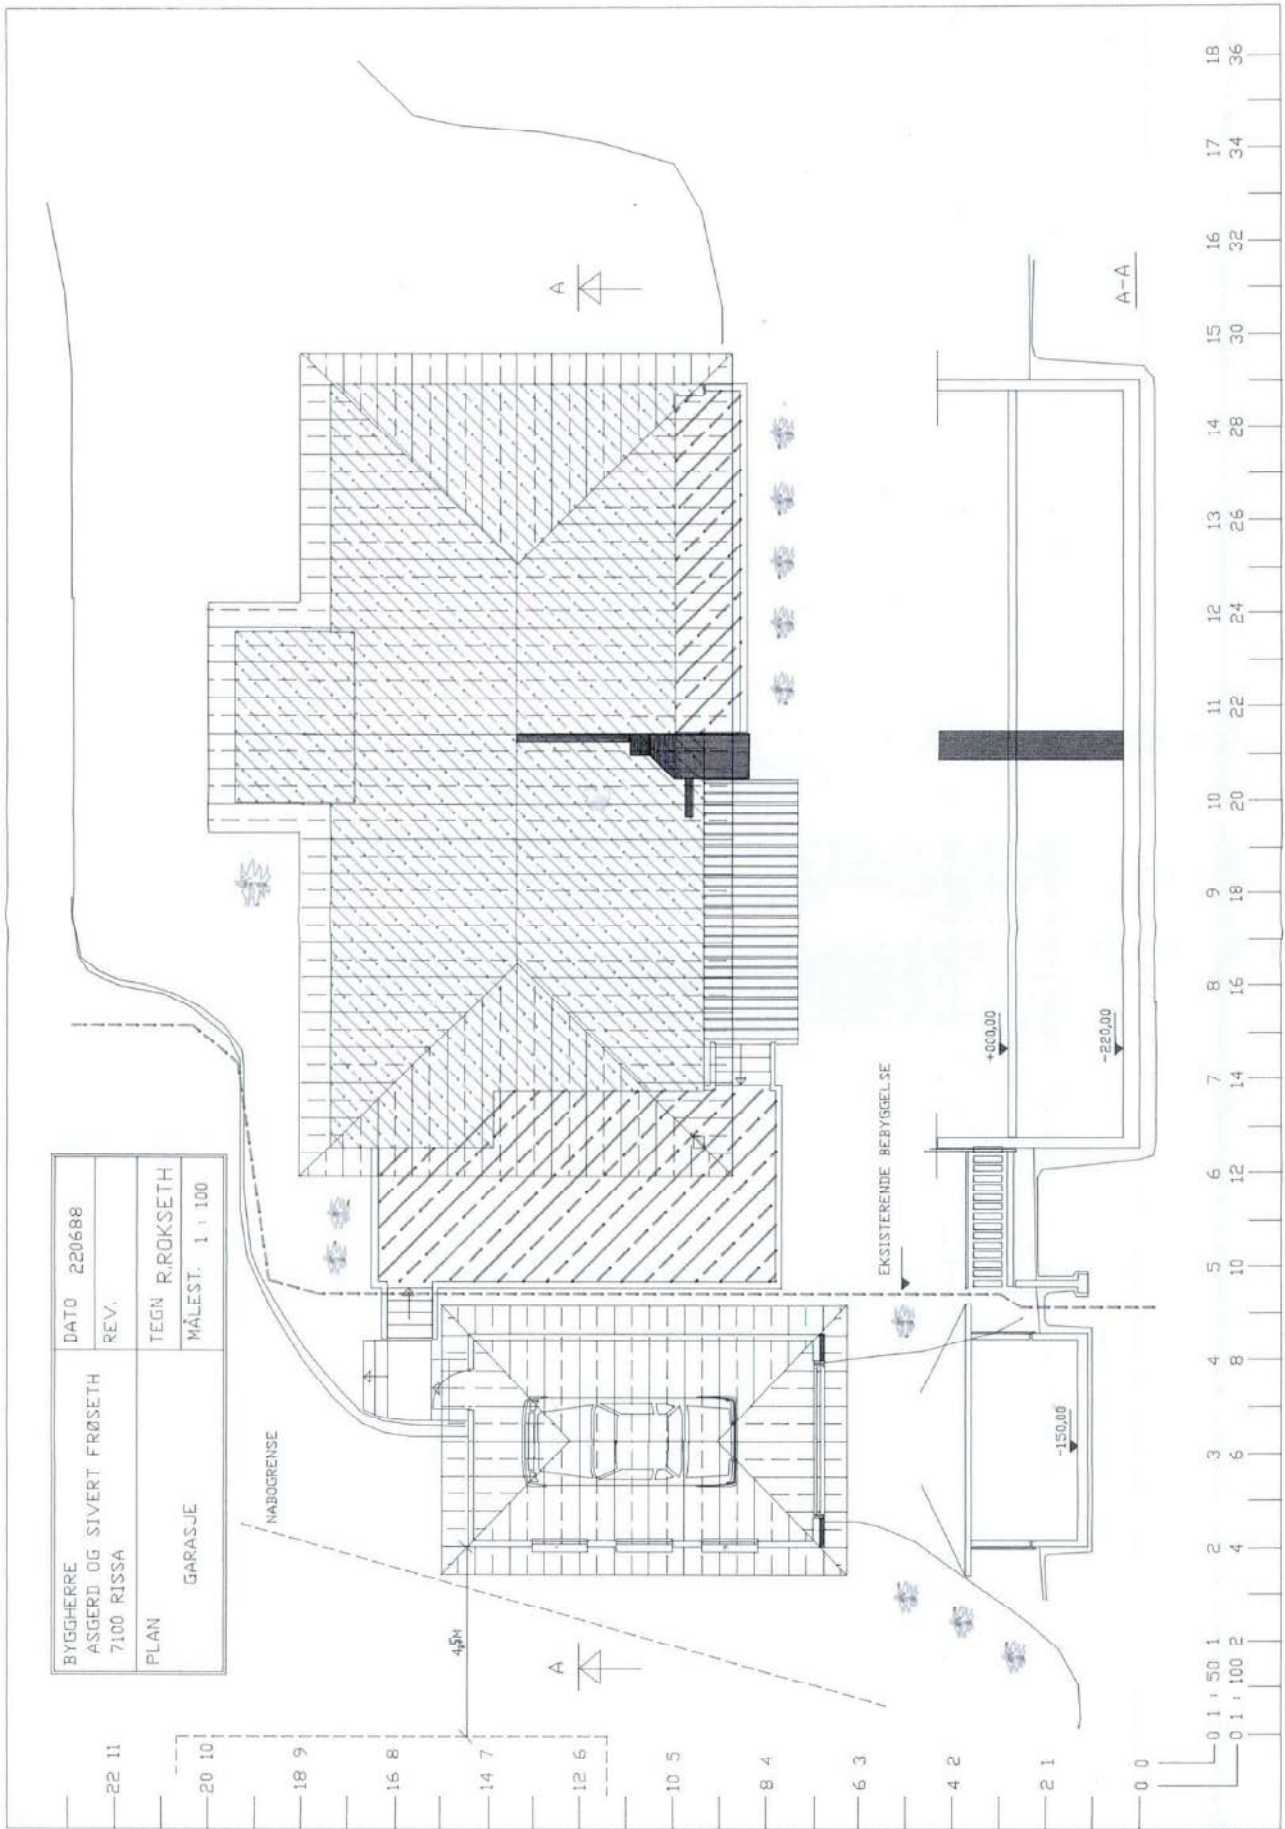 BYGGHERRE
ASGERD OG SIVERT FRØSETH
7100 RISSA
DATO 220688
REV.
PLAN
GARASJE
TEGN R.ROKSETH
MÅLEST. 1 : 100
NABOGRENSE
4,5M
A
A
EKSISTERENDE BEBYGGELSE
+000,00
-220,00
-150,00
A-A
22 11
20 10
18 9
16 8
14 7
12 6
10 5
8 4
6 3
4 2
2 1
0 0
0 1 : 50 1 2 3 4 5 6 7 8 9 10 11 12 13 14 15 16 17 18
0 1 : 100 2 4 6 8 10 12 14 16 18 20 22 24 26 28 30 32 34 36